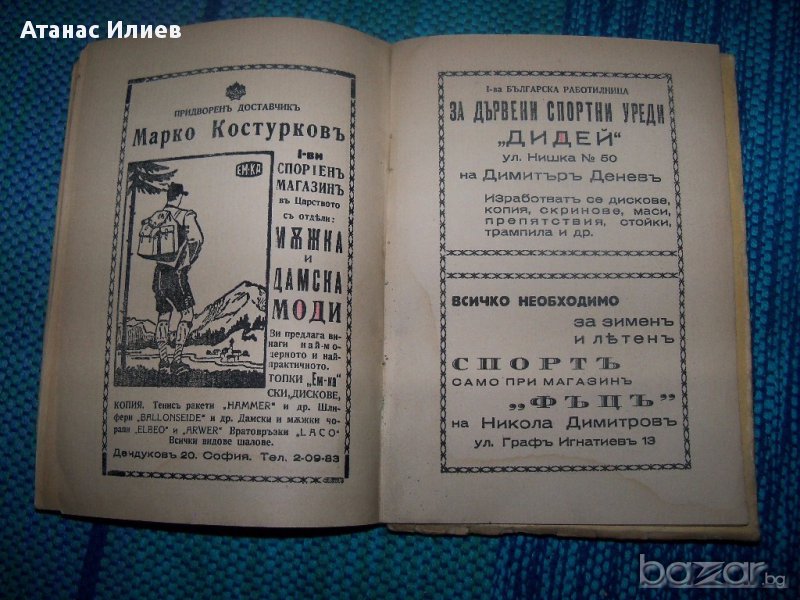 Атанас Илиев
ПРИДВОРЕНЪ ДОСТАВЧИКЪ
Марко Костурковъ
I-ви
СПОРТЕНЪ
МАГАЗИНЪ
въ Царството
съ отдѣли:
МѪЖКА
и
ДАМСКА
МОДИ
Ви предлага ви-
наги най-мо-
дерното и най-
практичното.
ТОПКИ „Ем-ка"
СКИ, ДИСКОВЕ,
КОПИЯ. Тенисъ ракети „HAMMER" и др. Шли-
фери „BALLONSEIDE" и др. Дамски и мѫжки чо-
рапи „ELBEO" и „ARWER" Вратовръзки „LACO"
Всички видове шалове.
Дондуковъ 20. София. Тел. 2-09-83
ЕМ-КА
I-ва БЪЛГАРСКА РАБОТИЛНИЦА
ЗА ДЪРВЕНИ СПОРТНИ УРЕДИ
„ДИДЕЙ"
ул. Нишка № 50
на Димитъръ Деневъ
Изработватъ се дискове,
копия, скринове, маси,
препятствия, стойки,
трамплина и др.
ВСИЧКО НЕОБХОДИМО
за зименъ
и лѣтенъ
СПОРТЪ
САМО ПРИ МАГАЗИНЪ
„ФЪЦЪ"
на Никола Димитровъ
ул. Графъ Игнатиевъ 13
bazar.bg